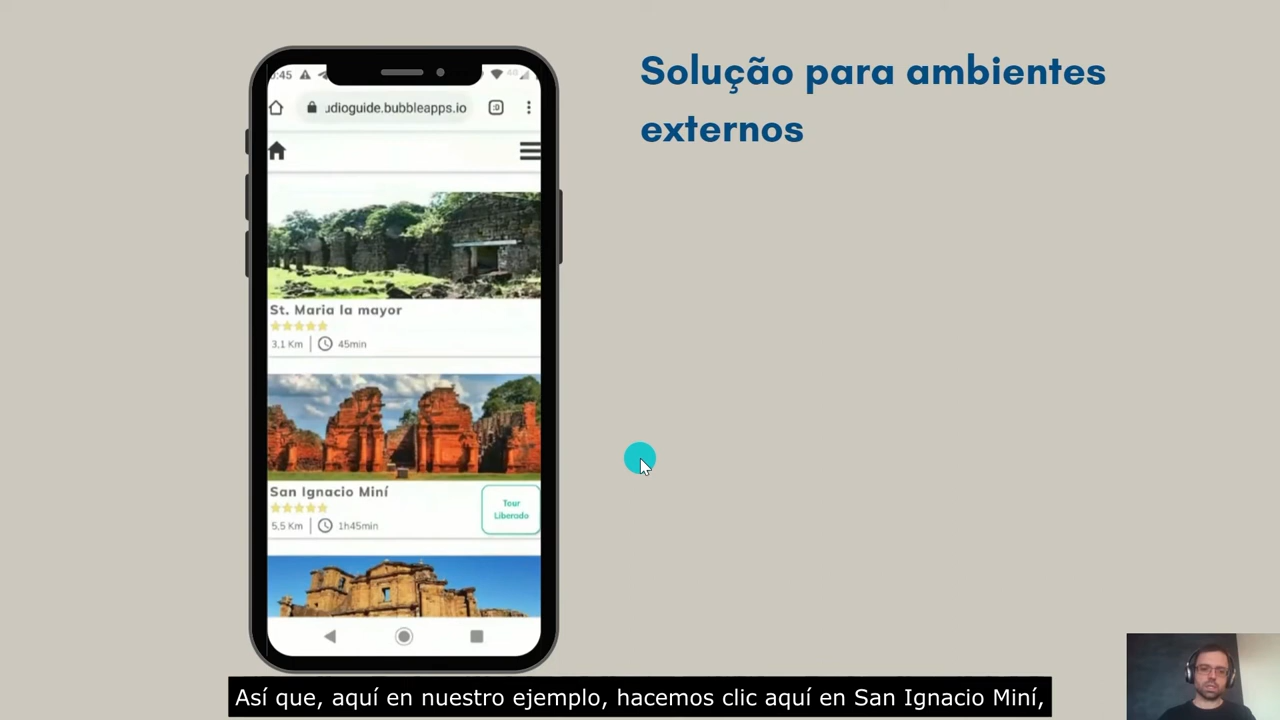 Solução para ambientes
externos
:45
udioguide.bubbleapps.io
St. Maria la mayor
3,1 Km | 45min
San Ignacio Miní
Tour
Liberado
5,5 Km | 1h45min
Así que, aquí en nuestro ejemplo, hacemos clic aquí en San Ignacio Miní,